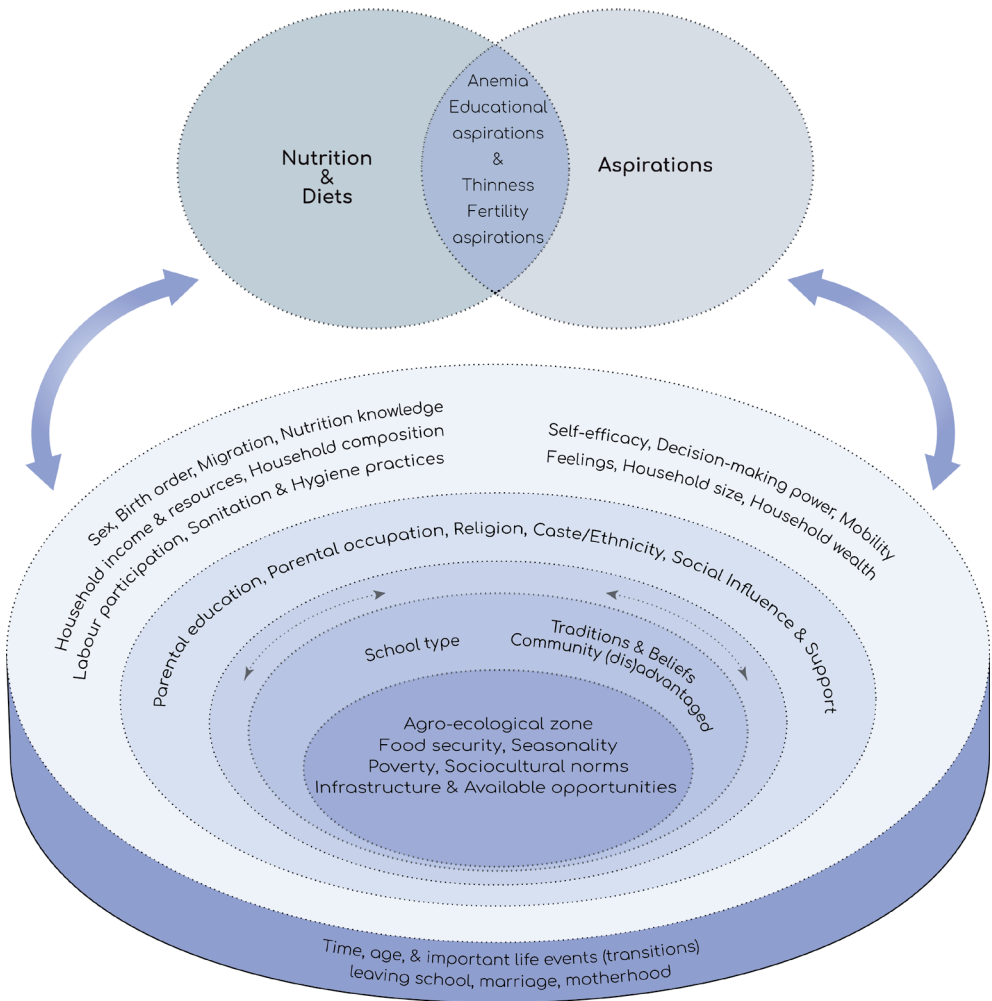 Nutrition
&
Diets
Anemia
Educational
aspirations
&
Thinness
Fertility
aspirations
Aspirations
Sex, Birth order, Migration, Nutrition knowledge
Household income & resources, Household composition
Labour participation, Sanitation & Hygiene practices
Self-efficacy, Decision-making power, Mobility
Feelings, Household size, Household wealth
Parental education, Parental occupation, Religion, Caste/Ethnicity, Social Influence & Support
School type
Traditions & Beliefs
Community (dis)advantaged
Agro-ecological zone
Food security, Seasonality
Poverty, Sociocultural norms
Infrastructure & Available opportunities
Time, age, & important life events (transitions)
leaving school, marriage, motherhood